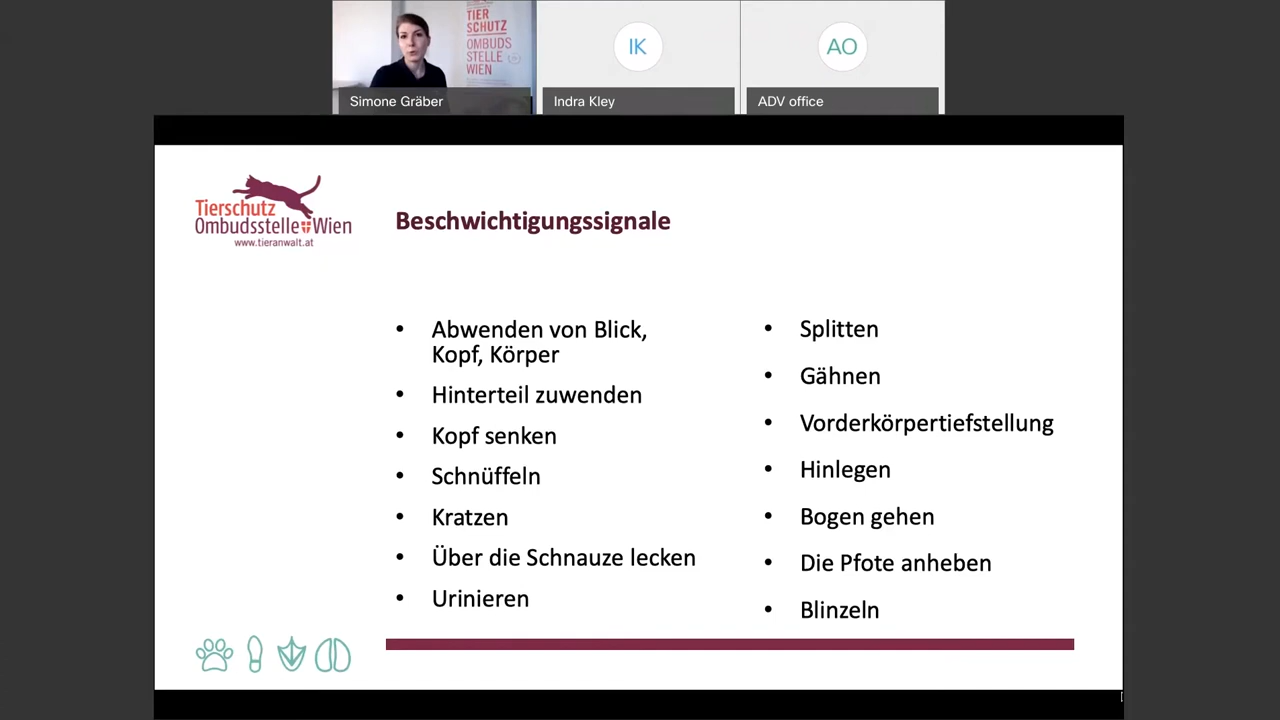 TIER
SCHUTZ
OMBUDS
STELLE
WIEN
IK
AO
Simone Gräber
Indra Kley
ADV office
Tierschutz
Ombudsstelle Wien
www.tieranwalt.at
Beschwichtigungssignale
• Abwenden von Blick,
Kopf, Körper
• Hinterteil zuwenden
• Kopf senken
• Schnüffeln
• Kratzen
• Über die Schnauze lecken
• Urinieren
• Splitten
• Gähnen
• Vorderkörpertiefstellung
• Hinlegen
• Bogen gehen
• Die Pfote anheben
• Blinzeln